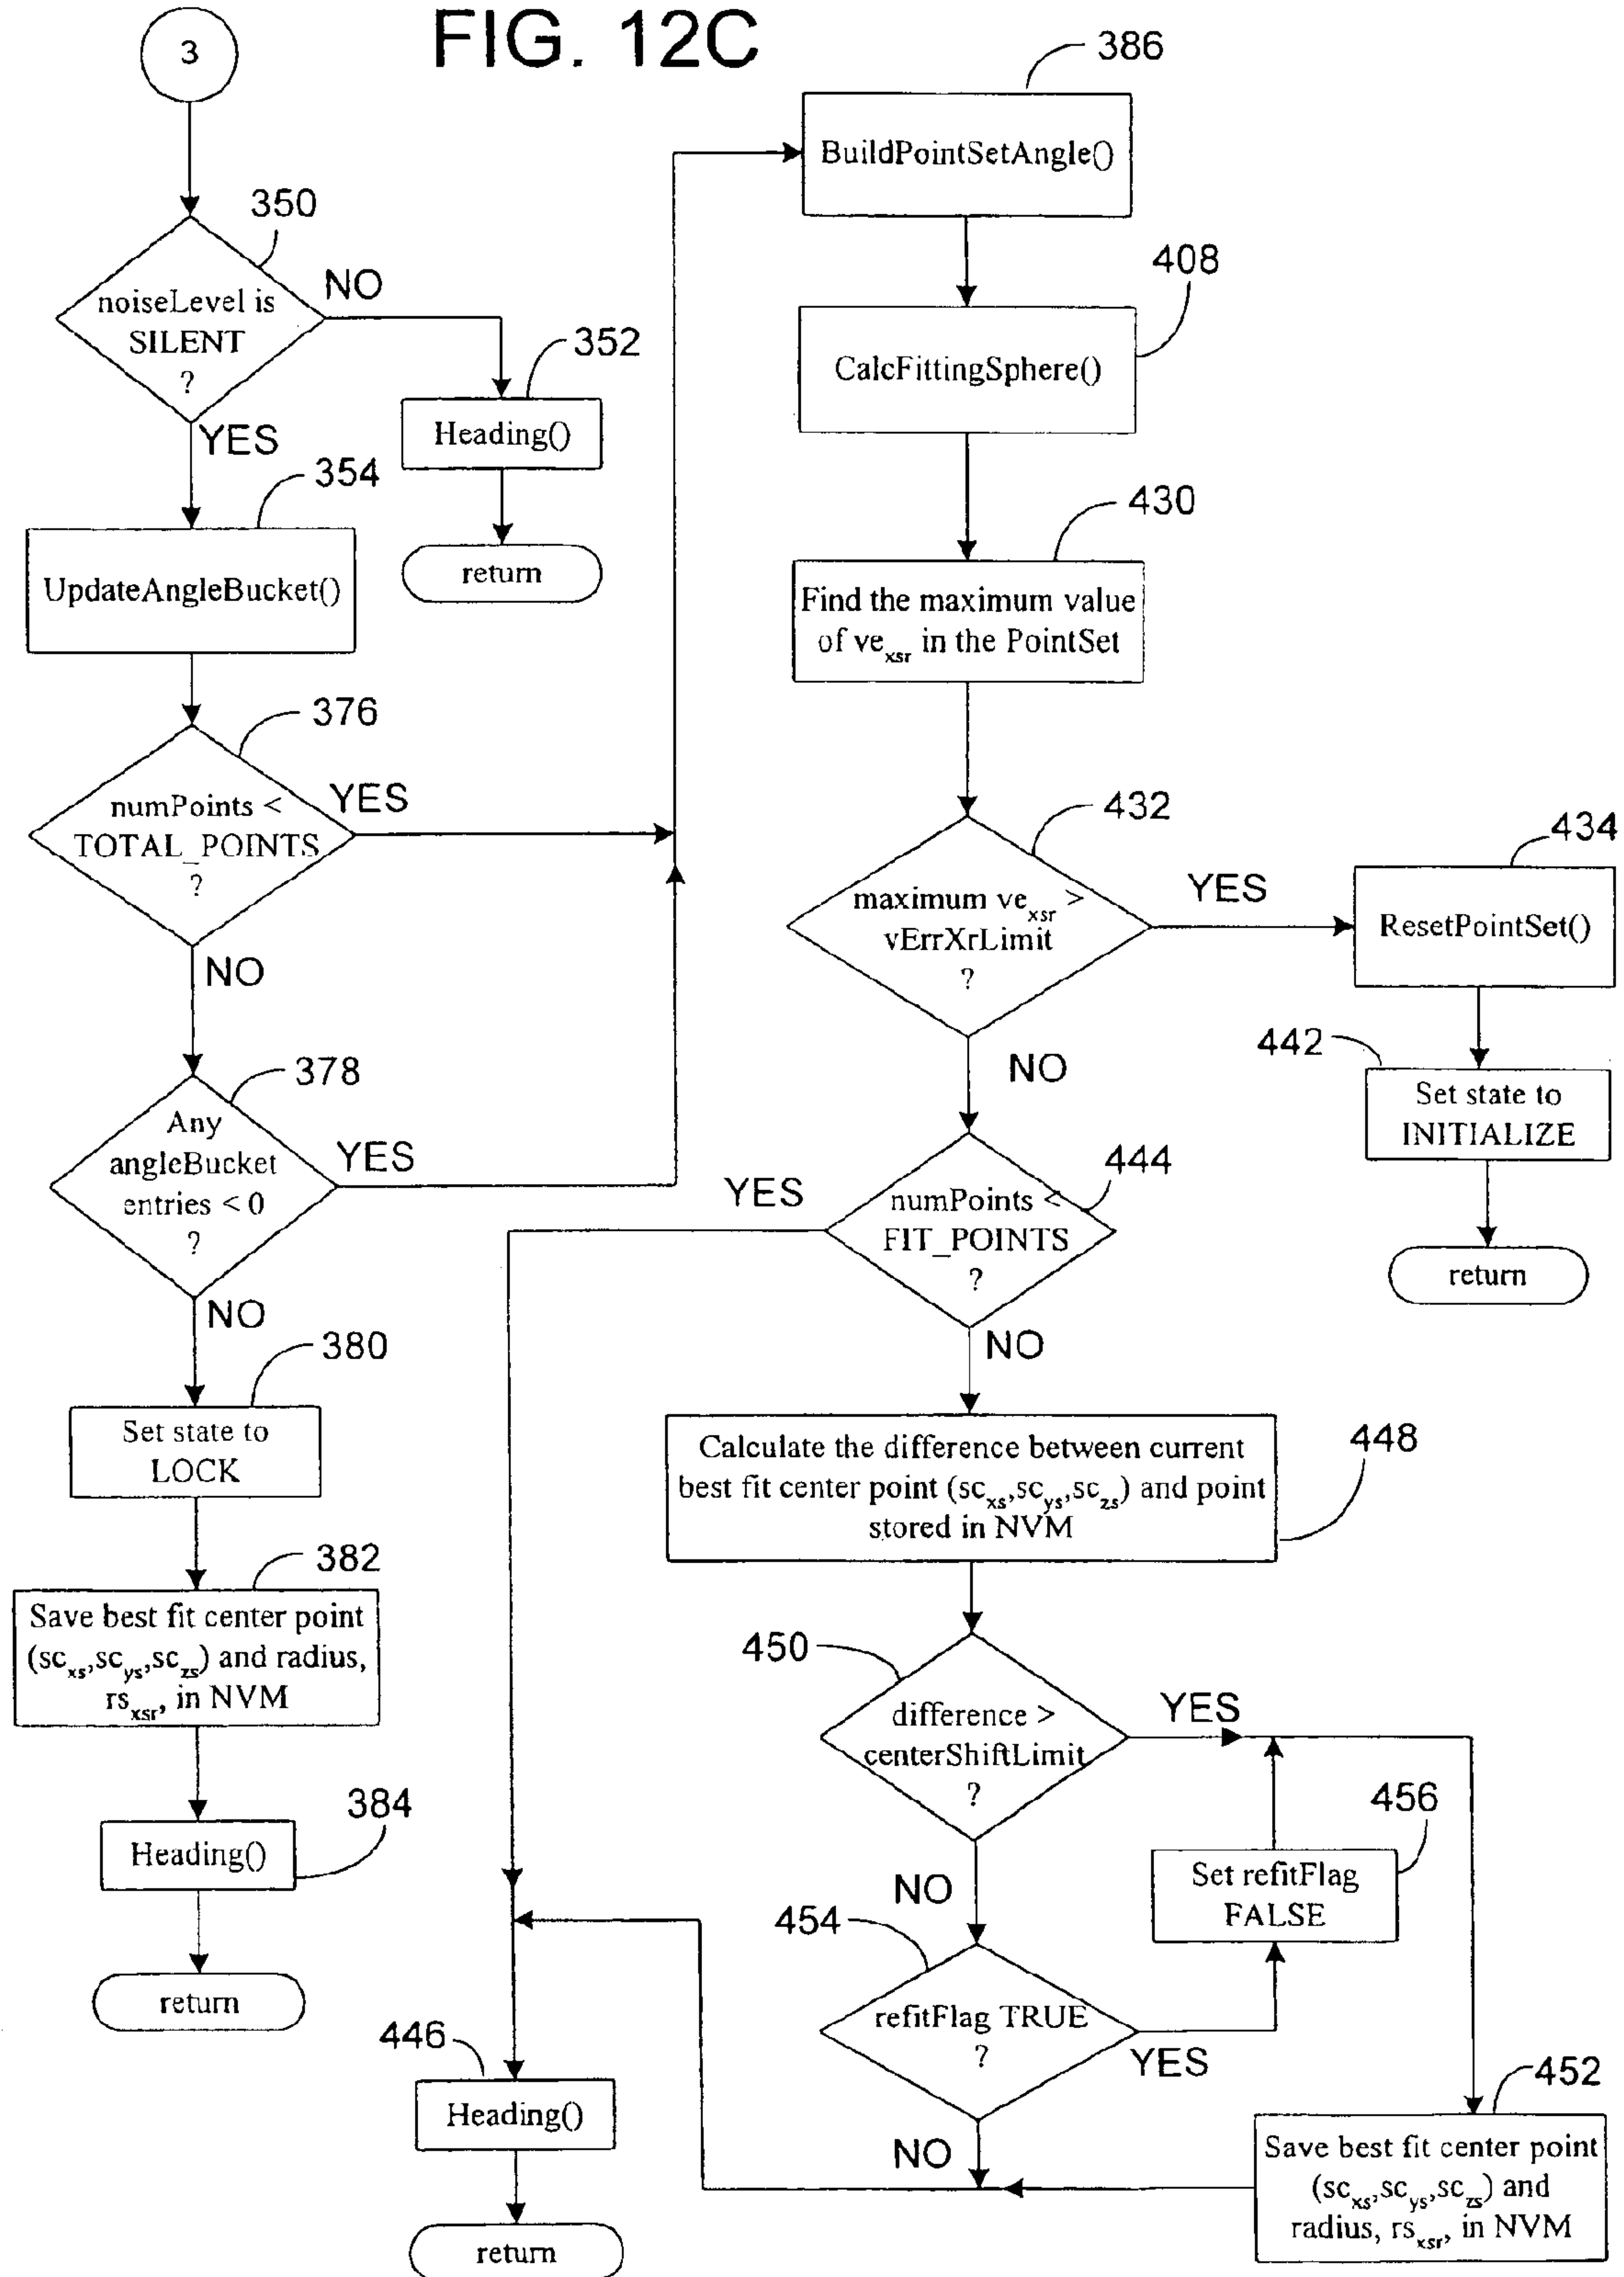 FIG. 12C
3
350
noiseLevel is
SILENT
?
NO
YES
352
Heading()
return
354
UpdateAngleBucket()
376
numPoints <
TOTAL_POINTS
?
YES
NO
378
Any
angleBucket
entries < 0
?
YES
NO
380
Set state to
LOCK
382
Save best fit center point
(sc_xs,sc_ys,sc_zs) and radius,
rs_xsr, in NVM
384
Heading()
return
386
BuildPointSetAngle()
408
CalcFittingSphere()
430
Find the maximum value
of ve_xsr in the PointSet
432
maximum ve_xsr >
vErrXrLimit
?
YES
NO
434
ResetPointSet()
442
Set state to
INITIALIZE
return
444
numPoints <
FIT_POINTS
?
YES
NO
448
Calculate the difference between current
best fit center point (sc_xs,sc_ys,sc_zs) and point
stored in NVM
450
difference >
centerShiftLimit
?
YES
NO
456
Set refitFlag
FALSE
454
refitFlag TRUE
?
YES
NO
452
Save best fit center point
(sc_xs,sc_ys,sc_zs) and
radius, rs_xsr, in NVM
446
Heading()
return